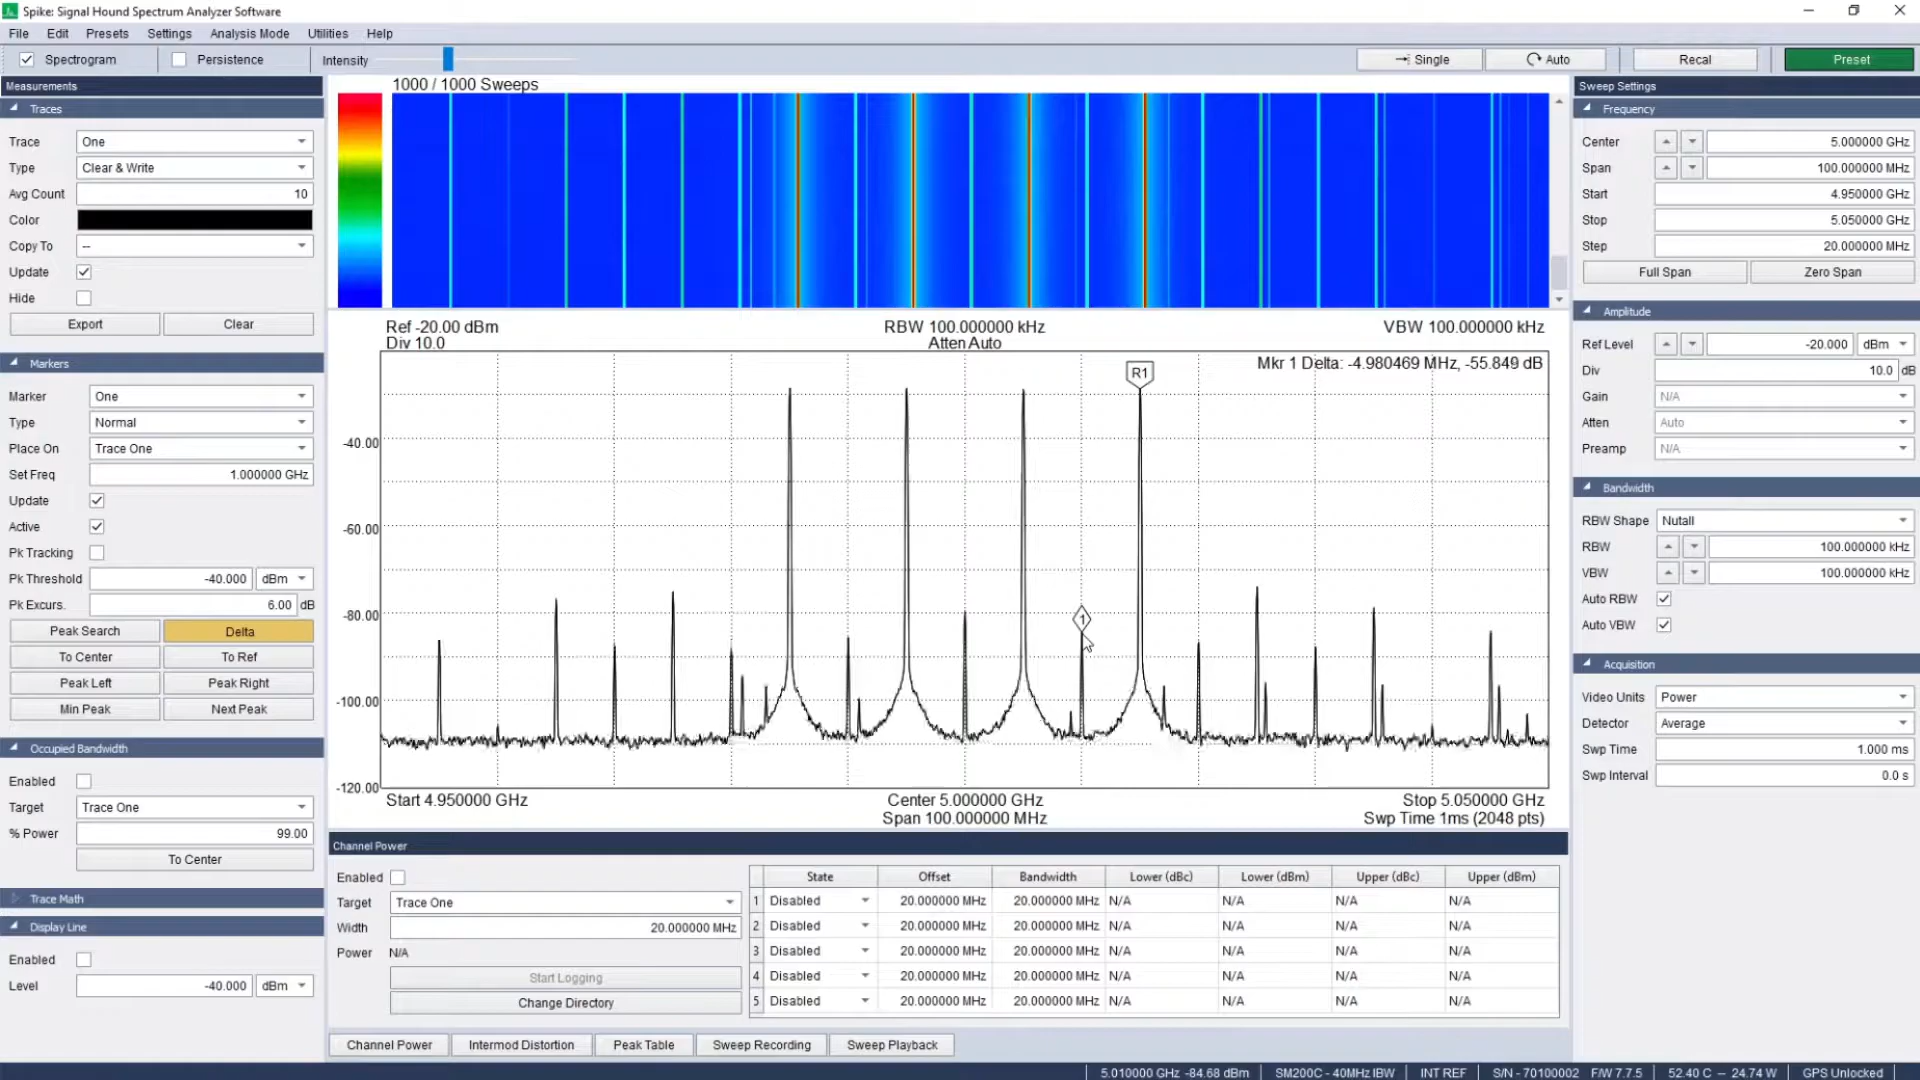 Spike: Signal Hound Spectrum Analyzer Software
File Edit Presets Settings Analysis Mode Utilities Help
Spectrogram Persistence Intensity Single Auto Recal Preset
Measurements
Traces
Trace One
Type Clear & Write
Avg Count 10
Color
Copy To --
Update
Hide
Export Clear
Markers
Marker One
Type Normal
Place On Trace One
Set Freq 1.000000 GHz
Update
Active
Pk Tracking
Pk Threshold -40.000 dBm
Pk Excurs. 6.00 dB
Peak Search Delta
To Center To Ref
Peak Left Peak Right
Min Peak Next Peak
Occupied Bandwidth
Enabled
Target Trace One
% Power 99.00
To Center
Trace Math
Display Line
Enabled
Level -40.000 dBm
1000 / 1000 Sweeps
Ref -20.00 dBm RBW 100.000000 kHz VBW 100.000000 kHz
Div 10.0 Atten Auto
Mkr 1 Delta: -4.980469 MHz, -55.849 dB
R1
1
-40.00
-60.00
-80.00
-100.00
-120.00
Start 4.950000 GHz Center 5.000000 GHz Stop 5.050000 GHz
Span 100.000000 MHz Swp Time 1ms (2048 pts)
Channel Power
Enabled
Target Trace One
Width 20.000000 MHz
Power N/A
Start Logging
Change Directory
State Offset Bandwidth Lower (dBc) Lower (dBm) Upper (dBc) Upper (dBm)
1 Disabled 20.000000 MHz 20.000000 MHz N/A N/A N/A N/A
2 Disabled 20.000000 MHz 20.000000 MHz N/A N/A N/A N/A
3 Disabled 20.000000 MHz 20.000000 MHz N/A N/A N/A N/A
4 Disabled 20.000000 MHz 20.000000 MHz N/A N/A N/A N/A
5 Disabled 20.000000 MHz 20.000000 MHz N/A N/A N/A N/A
Channel Power Intermod Distortion Peak Table Sweep Recording Sweep Playback
Sweep Settings
Frequency
Center 5.000000 GHz
Span 100.000000 MHz
Start 4.950000 GHz
Stop 5.050000 GHz
Step 20.000000 MHz
Full Span Zero Span
Amplitude
Ref Level -20.000 dBm
Div 10.0 dB
Gain N/A
Atten Auto
Preamp N/A
Bandwidth
RBW Shape Nutall
RBW 100.000000 kHz
VBW 100.000000 kHz
Auto RBW
Auto VBW
Acquisition
Video Units Power
Detector Average
Swp Time 1.000 ms
Swp Interval 0.0 s
5.010000 GHz -84.68 dBm SM200C - 40MHz IBW INT REF S/N - 70100002 F/W 7.7.5 52.40 C -- 24.74 W GPS Unlocked